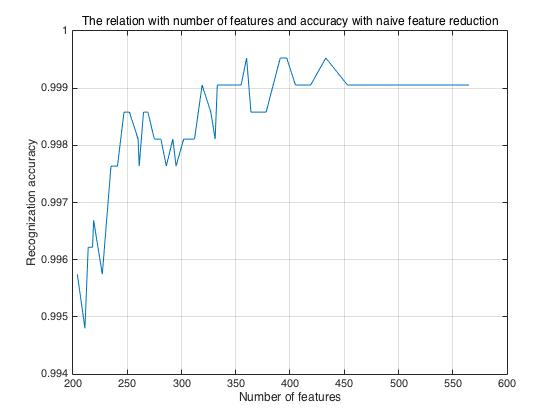 The relation with number of features and accuracy with naive feature reduction
1
0.999
0.998
0.997
0.996
0.995
0.994
Recognization accuracy
200 250 300 350 400 450 500 550 600
Number of features